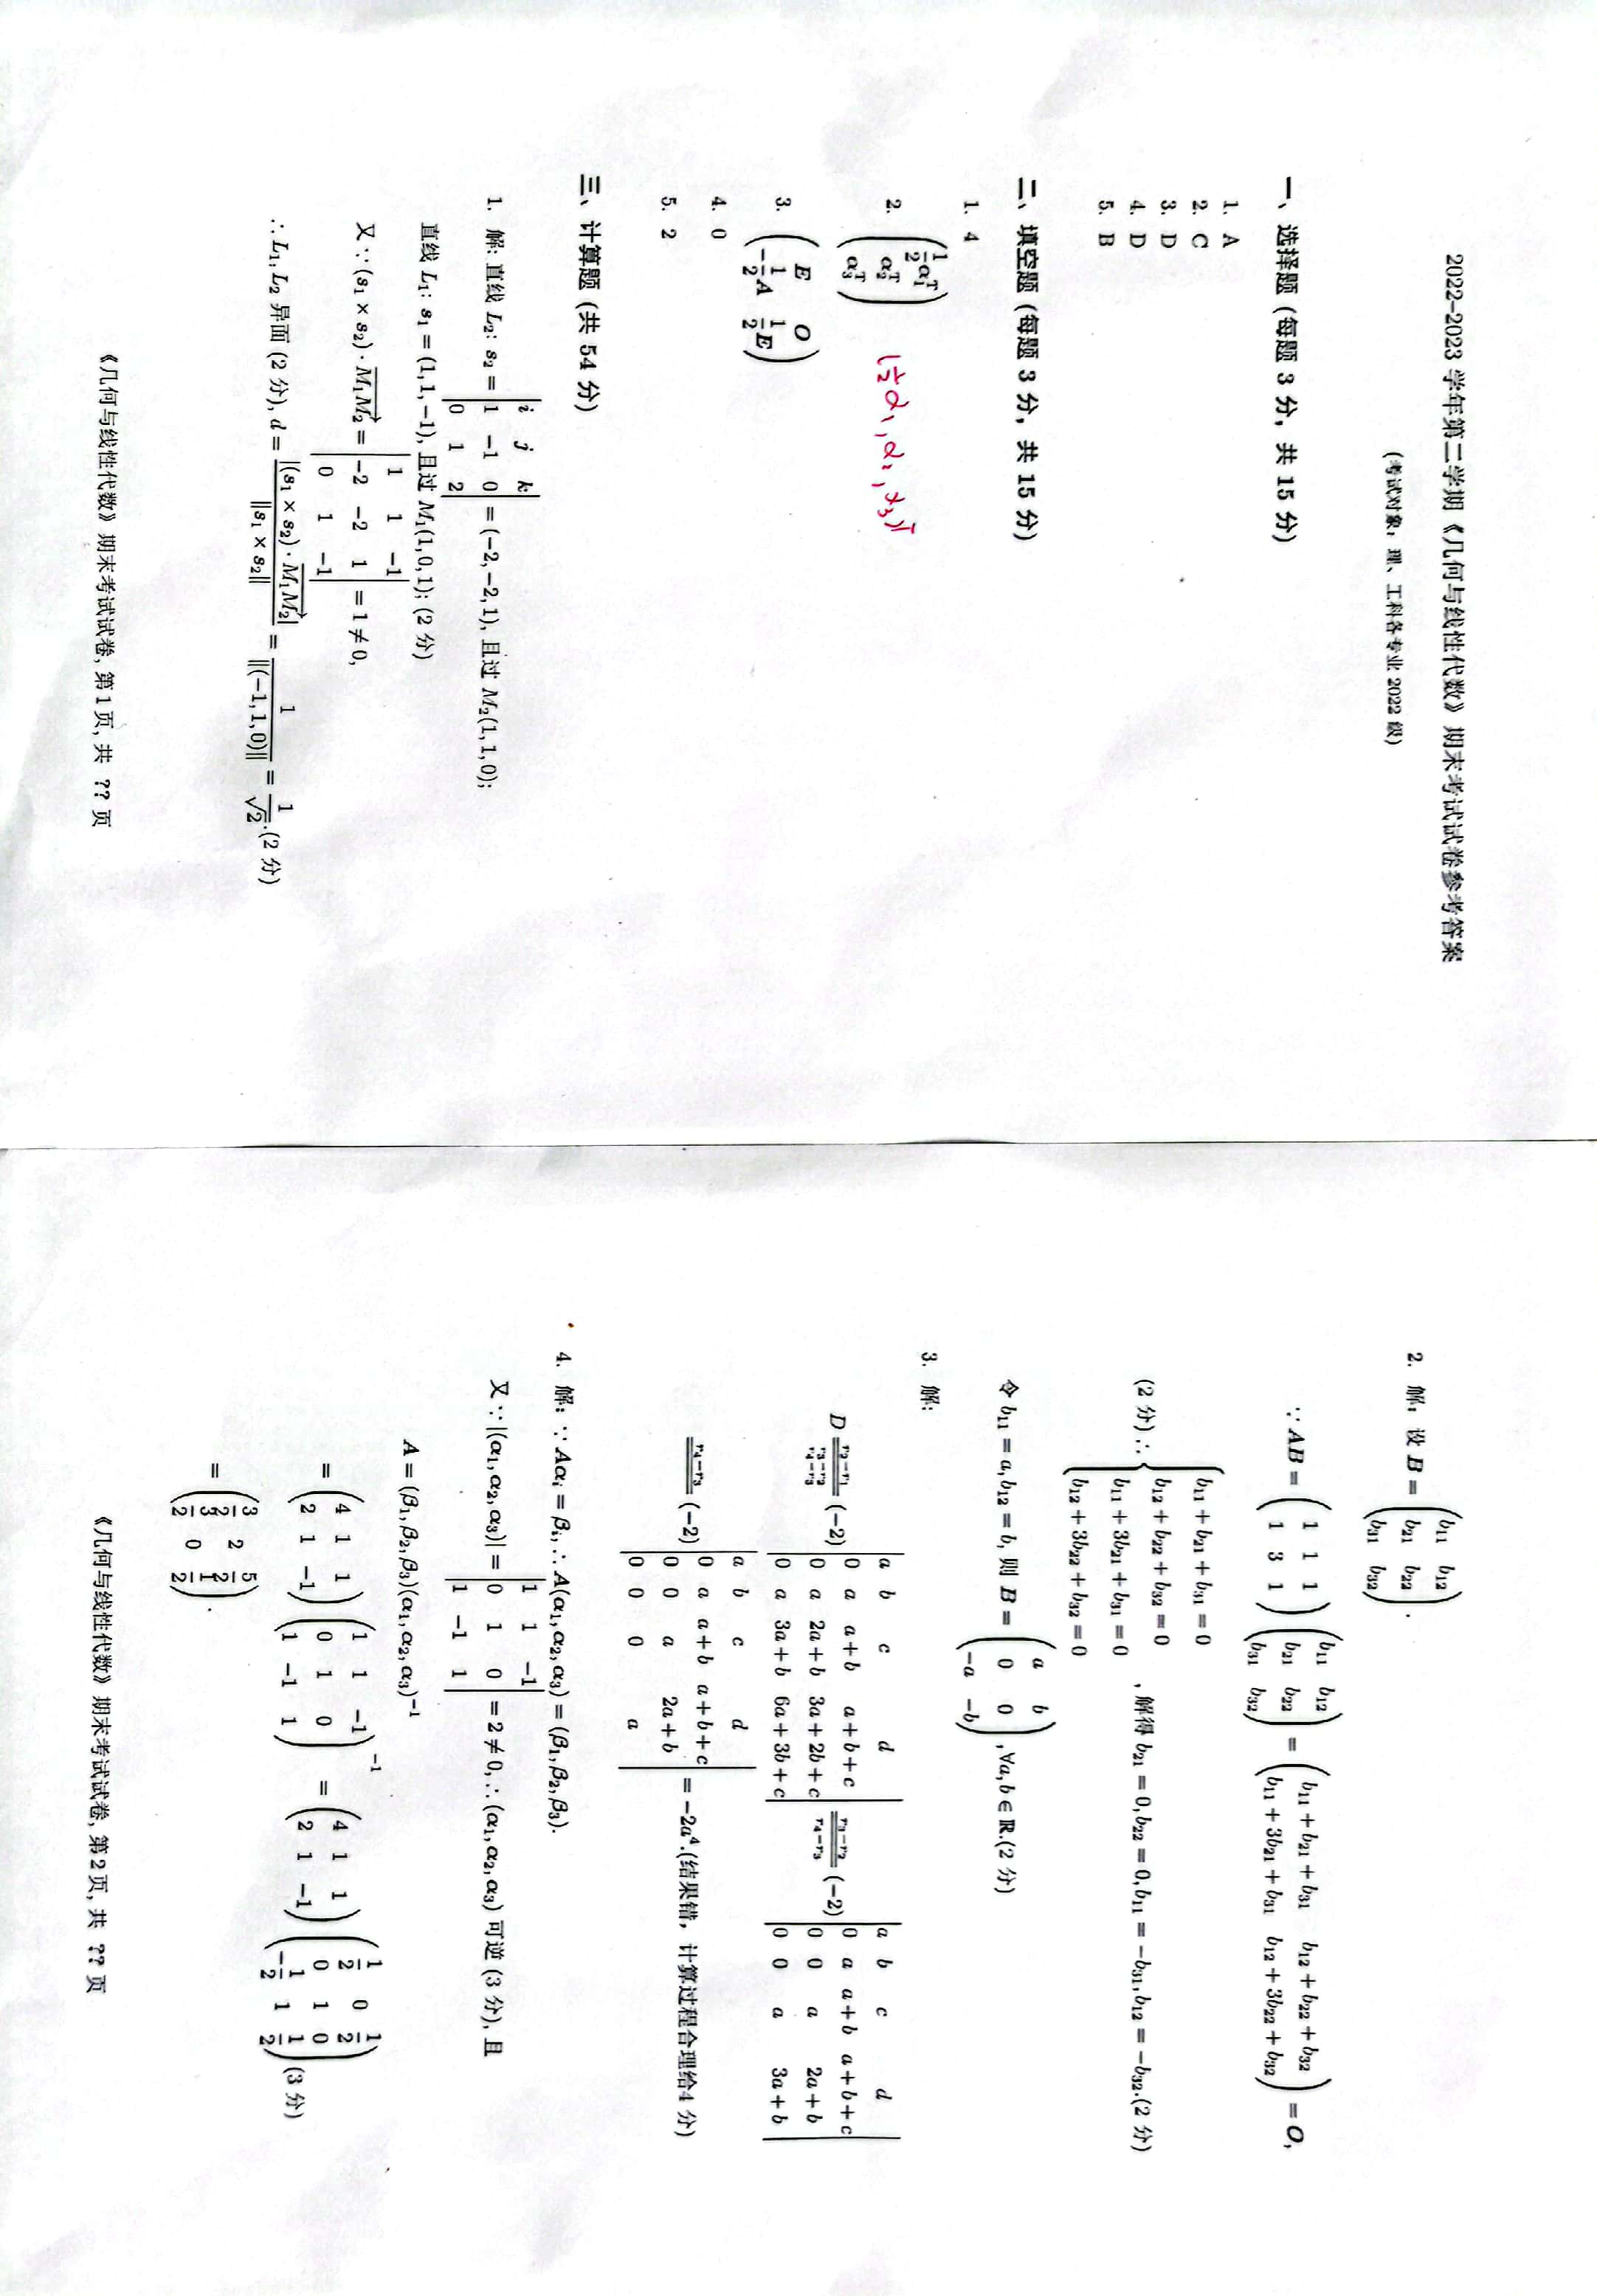 2022–2023 学年第二学期《几何与线性代数》期末考试试卷参考答案
(考试对象：理、工科各专业 2022 级)
一、选择题 (每题 3 分，共 15 分)
1. A
2. C
3. D
4. D
5. B
二、填空题 (每题 3 分，共 15 分)
1. 4
2. $\begin{pmatrix} \frac{1}{2}\alpha_1^T \\ \alpha_2^T \\ \alpha_3^T \end{pmatrix}$ $(\frac{1}{2}\alpha_1, \alpha_2, \alpha_3)^T$
3. $\begin{pmatrix} E & O \\ -\frac{1}{2}A & \frac{1}{2}E \end{pmatrix}$
4. 0
5. 2
三、计算题 (共 54 分)
1. 解: 直线 $L_2$: $s_2 = \begin{vmatrix} i & j & k \\ 1 & -1 & 0 \\ 0 & 1 & 2 \end{vmatrix} = (-2, -2, 1)$, 且过 $M_2(1, 1, 0)$;
直线 $L_1$: $s_1 = (1, 1, -1)$, 且过 $M_1(1, 0, 1)$; (2 分)
又 ∵ $(s_1 \times s_2) \cdot \overrightarrow{M_1M_2} = \begin{vmatrix} 1 & 1 & -1 \\ -2 & -2 & 1 \\ 0 & 1 & -1 \end{vmatrix} = 1 \neq 0$,
∴ $L_1, L_2$ 异面 (2 分), $d = \frac{|(s_1 \times s_2) \cdot \overrightarrow{M_1M_2}|}{\|s_1 \times s_2\|} = \frac{1}{\|(-1, 1, 0)\|} = \frac{1}{\sqrt{2}}$.(2 分)
《几何与线性代数》期末考试试卷, 第 1 页, 共 ?? 页
2. 解：设 $B = \begin{pmatrix} b_{11} & b_{12} \\ b_{21} & b_{22} \\ b_{31} & b_{32} \end{pmatrix}$.
∵ $AB = \begin{pmatrix} 1 & 1 & 1 \\ 1 & 3 & 1 \end{pmatrix} \begin{pmatrix} b_{11} & b_{12} \\ b_{21} & b_{22} \\ b_{31} & b_{32} \end{pmatrix} = \begin{pmatrix} b_{11} + b_{21} + b_{31} & b_{12} + b_{22} + b_{32} \\ b_{11} + 3b_{21} + b_{31} & b_{12} + 3b_{22} + b_{32} \end{pmatrix} = O$,
(2 分) ∴ $\begin{cases} b_{11} + b_{21} + b_{31} = 0 \\ b_{12} + b_{22} + b_{32} = 0 \\ b_{11} + 3b_{21} + b_{31} = 0 \\ b_{12} + 3b_{22} + b_{32} = 0 \end{cases}$, 解得 $b_{21} = 0, b_{22} = 0, b_{11} = -b_{31}, b_{12} = -b_{32}$.(2 分)
令 $b_{11} = a, b_{12} = b$, 则 $B = \begin{pmatrix} a & b \\ 0 & 0 \\ -a & -b \end{pmatrix}$, $\forall a, b \in \mathbb{R}$.(2 分)
3. 解:
$D \xlongequal[\substack{r_3-r_2 \\ r_4-r_3}]{r_2-r_1} (-2) \begin{vmatrix} a & b & c & d \\ 0 & a & a+b & a+b+c \\ 0 & a & 2a+b & 3a+2b+c \\ 0 & a & 3a+b & 6a+3b+c \end{vmatrix} \xlongequal[r_4-r_3]{r_3-r_2} (-2) \begin{vmatrix} a & b & c & d \\ 0 & a & a+b & a+b+c \\ 0 & 0 & a & 2a+b \\ 0 & 0 & a & 3a+b \end{vmatrix}$
$\xlongequal{r_4-r_3} (-2) \begin{vmatrix} a & b & c & d \\ 0 & a & a+b & a+b+c \\ 0 & 0 & a & 2a+b \\ 0 & 0 & 0 & a \end{vmatrix} = -2a^4$.(结果错，计算过程合理给4 分)
4. 解：∵ $A\alpha_i = \beta_i$, ∴ $A(\alpha_1, \alpha_2, \alpha_3) = (\beta_1, \beta_2, \beta_3)$.
又 ∵ $|(\alpha_1, \alpha_2, \alpha_3)| = \begin{vmatrix} 1 & 1 & -1 \\ 0 & 1 & 0 \\ 1 & -1 & 1 \end{vmatrix} = 2 \neq 0$, ∴ $(\alpha_1, \alpha_2, \alpha_3)$ 可逆 (3 分), 且
$A = (\beta_1, \beta_2, \beta_3)(\alpha_1, \alpha_2, \alpha_3)^{-1}$
$= \begin{pmatrix} 4 & 1 & 1 \\ 2 & 1 & -1 \end{pmatrix} \begin{pmatrix} 1 & 1 & -1 \\ 0 & 1 & 0 \\ 1 & -1 & 1 \end{pmatrix}^{-1} = \begin{pmatrix} 4 & 1 & 1 \\ 2 & 1 & -1 \end{pmatrix} \begin{pmatrix} \frac{1}{2} & 0 & \frac{1}{2} \\ 0 & 1 & 0 \\ -\frac{1}{2} & 1 & \frac{1}{2} \end{pmatrix}$ (3 分)
$= \begin{pmatrix} \frac{3}{2} & 2 & \frac{5}{2} \\ \frac{3}{2} & 0 & \frac{1}{2} \end{pmatrix}$.
《几何与线性代数》期末考试试卷, 第 2 页, 共 ?? 页